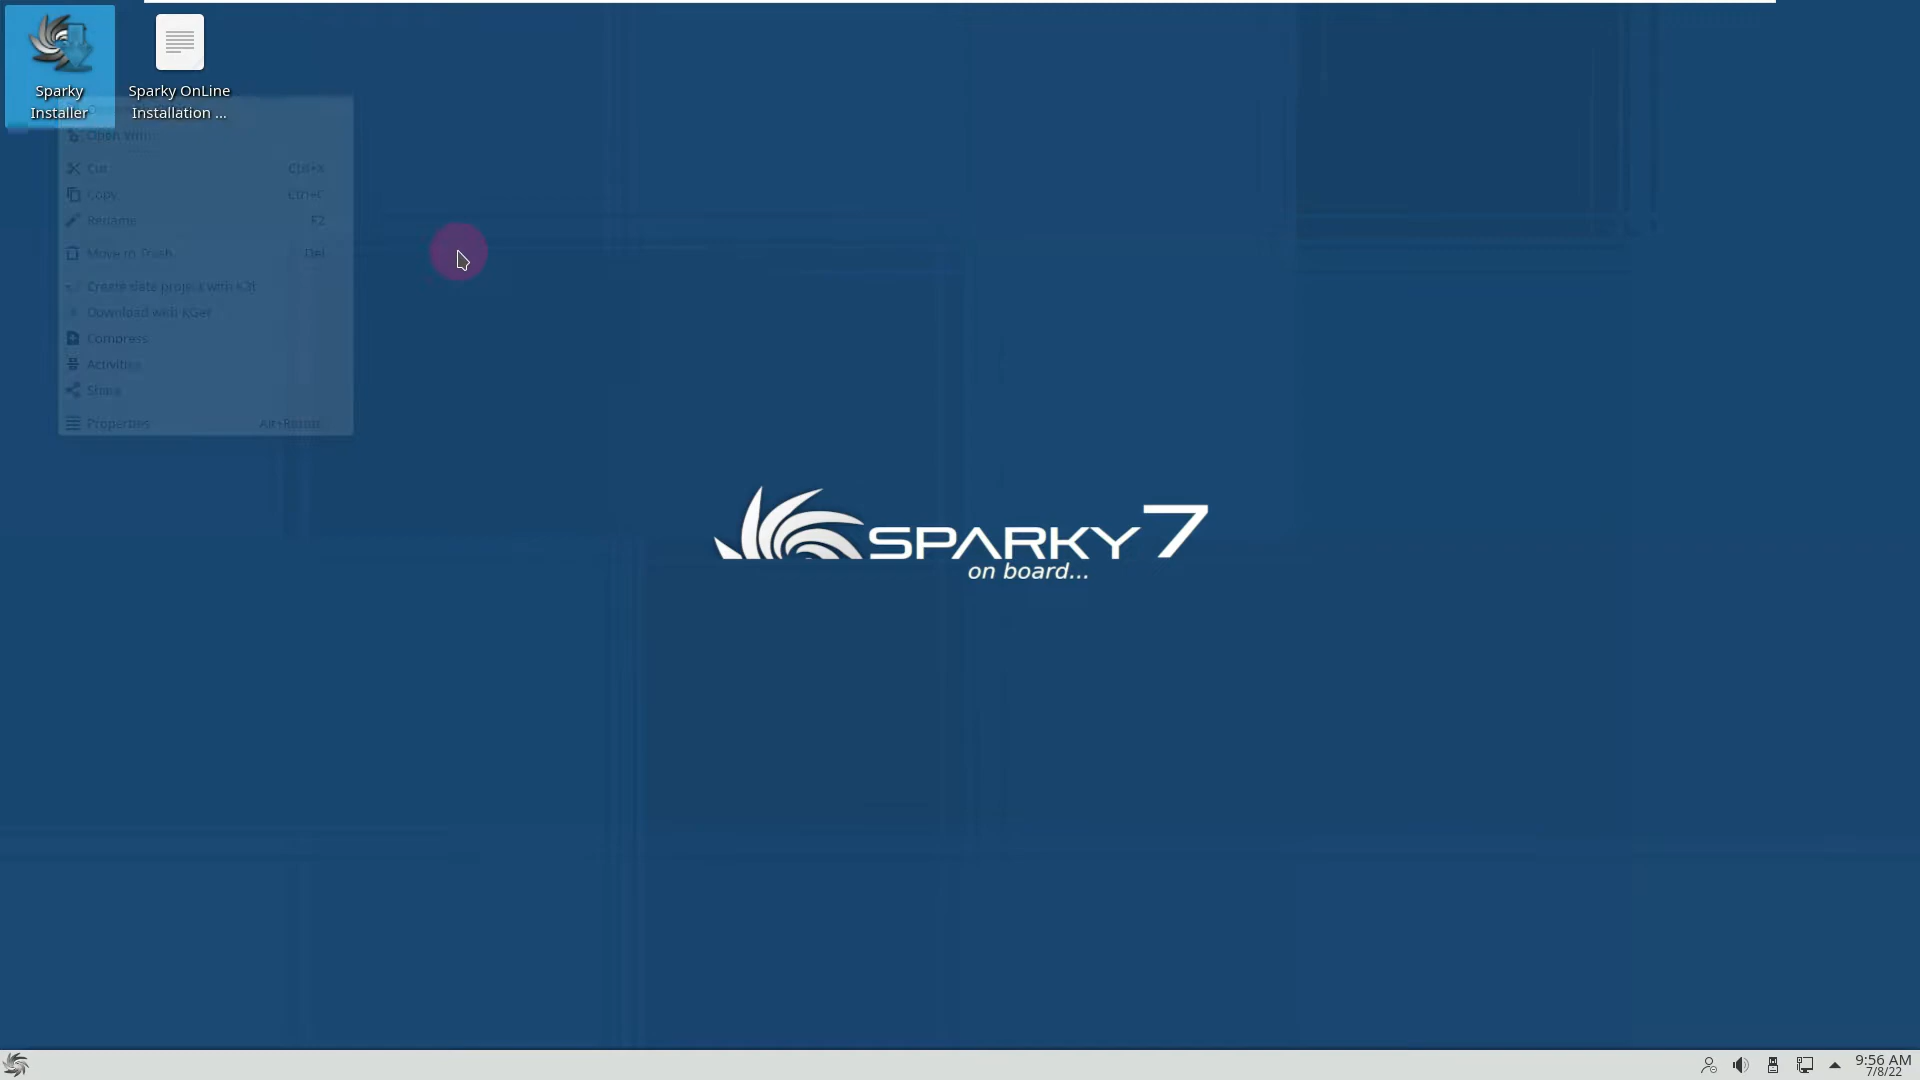 Sparky
Installer
Sparky OnLine
Installation ...
Open With
Cut Ctrl+X
Copy Ctrl+C
Rename F2
Move to Trash Del
Create data project with K3b
Download with KGet
Compress
Activities
Share
Properties Alt+Return
SPARKY 7
on board...
9:56 AM
7/8/22